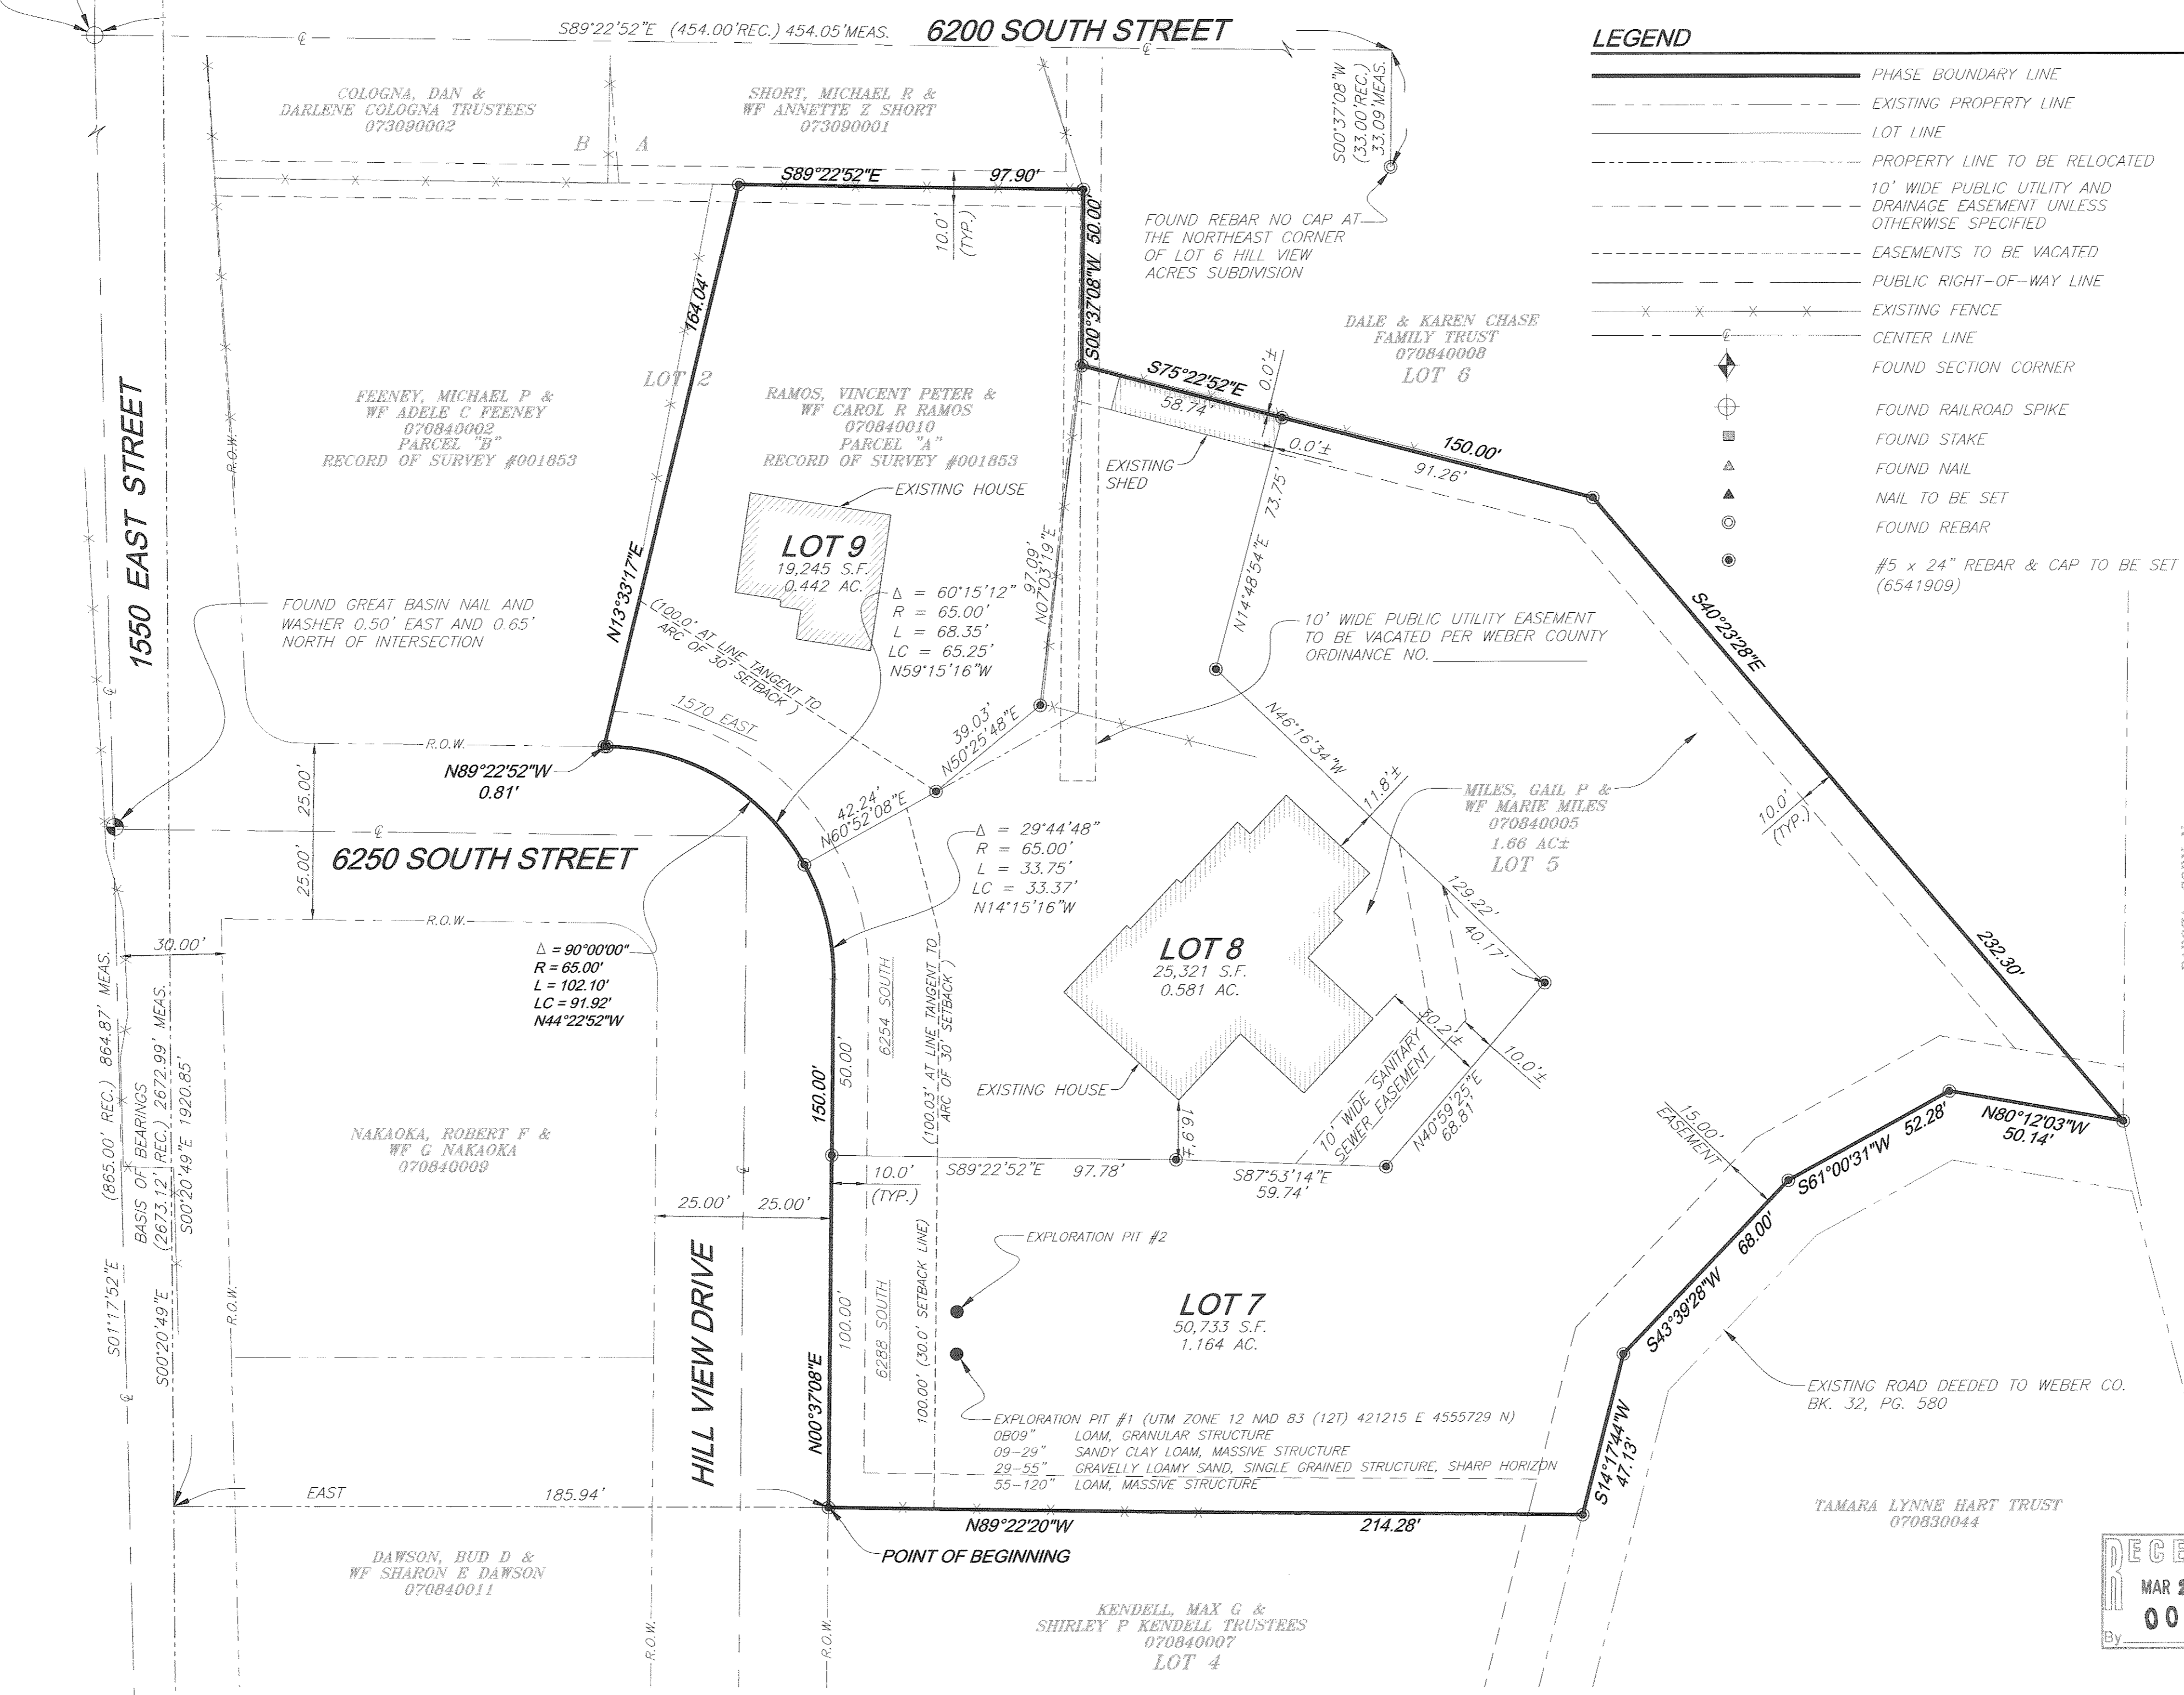 S89°22'52"E (454.00'REC.) 454.05'MEAS.
6200 SOUTH STREET
S00°37'08"W
(33.00'REC.)
33.09'MEAS.
LEGEND
PHASE BOUNDARY LINE
EXISTING PROPERTY LINE
LOT LINE
PROPERTY LINE TO BE RELOCATED
10' WIDE PUBLIC UTILITY AND
DRAINAGE EASEMENT UNLESS
OTHERWISE SPECIFIED
EASEMENTS TO BE VACATED
PUBLIC RIGHT-OF-WAY LINE
EXISTING FENCE
CENTER LINE
FOUND SECTION CORNER
FOUND RAILROAD SPIKE
FOUND STAKE
FOUND NAIL
NAIL TO BE SET
FOUND REBAR
#5 x 24" REBAR & CAP TO BE SET
(6541909)
COLOGNA, DAN &
DARLENE COLOGNA TRUSTEES
073090002
SHORT, MICHAEL R &
WF ANNETTE Z SHORT
073090001
B A
S89°22'52"E 97.90'
10.0'
(TYP.)
S00°37'08"W 50.00'
FOUND REBAR NO CAP AT
THE NORTHEAST CORNER
OF LOT 6 HILL VIEW
ACRES SUBDIVISION
DALE & KAREN CHASE
FAMILY TRUST
070840008
LOT 6
S75°22'52"E
58.74'
0.0'±
0.0'±
150.00'
91.26'
EXISTING
SHED
164.04'
N13°33'17"E
LOT 2
FEENEY, MICHAEL P &
WF ADELE C FEENEY
070840002
PARCEL "B"
RECORD OF SURVEY #001853
RAMOS, VINCENT PETER &
WF CAROL R RAMOS
070840010
PARCEL "A"
RECORD OF SURVEY #001853
EXISTING HOUSE
LOT 9
19,245 S.F.
0.442 AC.
Δ = 60°15'12"
R = 65.00'
L = 68.35'
LC = 65.25'
N59°15'16"W
97.09'
N07°03'19"E
N14°48'54"E 73.75'
1550 EAST STREET
R.O.W.
FOUND GREAT BASIN NAIL AND
WASHER 0.50' EAST AND 0.65'
NORTH OF INTERSECTION
(100.0' AT LINE TANGENT TO
ARC OF 30' SETBACK )
1570 EAST
10' WIDE PUBLIC UTILITY EASEMENT
TO BE VACATED PER WEBER COUNTY
ORDINANCE NO.
S40°23'28"E
232.30'
39.03'
N50°25'48"E
42.24'
N60°52'08"E
N46°16'34"W
129.22'
40.17'
11.8'±
MILES, GAIL P &
WF MARIE MILES
070840005
1.66 AC±
LOT 5
10.0'
(TYP.)
R.O.W.
N89°22'52"W
0.81'
25.00'
25.00'
6250 SOUTH STREET
R.O.W.
30.00'
Δ = 90°00'00"
R = 65.00'
L = 102.10'
LC = 91.92'
N44°22'52"W
Δ = 29°44'48"
R = 65.00'
L = 33.75'
LC = 33.37'
N14°15'16"W
LOT 8
25,321 S.F.
0.581 AC.
EXISTING HOUSE
16.9'±
30.2'±
10.0'±
10' WIDE SANITARY
SEWER EASEMENT
N40°59'25"E
68.81'
6254 SOUTH
(100.03' AT LINE TANGENT TO
ARC OF 30' SETBACK )
150.00'
50.00'
S89°22'52"E 97.78'
S87°53'14"E
59.74'
10.0'
(TYP.)
25.00' 25.00'
NAKAOKA, ROBERT F &
WF G NAKAOKA
070840009
(865.00' REC.) 864.87' MEAS.
S01°17'52"E
BASIS OF BEARINGS
S00°20'49"E (2673.12' REC.) 2672.99' MEAS.
S00°20'49"E 1920.85'
R.O.W.
HILL VIEW DRIVE
N00°37'08"E
100.00'
6288 SOUTH
100.00' (30.0' SETBACK LINE)
EXPLORATION PIT #2
LOT 7
50,733 S.F.
1.164 AC.
EXPLORATION PIT #1 (UTM ZONE 12 NAD 83 (12T) 421215 E 4555729 N)
0B09" LOAM, GRANULAR STRUCTURE
09-29" SANDY CLAY LOAM, MASSIVE STRUCTURE
29-55" GRAVELLY LOAMY SAND, SINGLE GRAINED STRUCTURE, SHARP HORIZON
55-120" LOAM, MASSIVE STRUCTURE
15.00'
EASEMENT
N80°12'03"W
50.14'
S61°00'31"W 52.28'
S43°39'28"W 68.00'
S14°17'44"W
47.13'
EXISTING ROAD DEEDED TO WEBER CO.
BK. 32, PG. 580
EAST 185.94'
N89°22'20"W 214.28'
POINT OF BEGINNING
TAMARA LYNNE HART TRUST
070830044
DAWSON, BUD D &
WF SHARON E DAWSON
070840011
R.O.W.
R.O.W.
KENDELL, MAX G &
SHIRLEY P KENDELL TRUSTEES
070840007
LOT 4
MAR
00
By